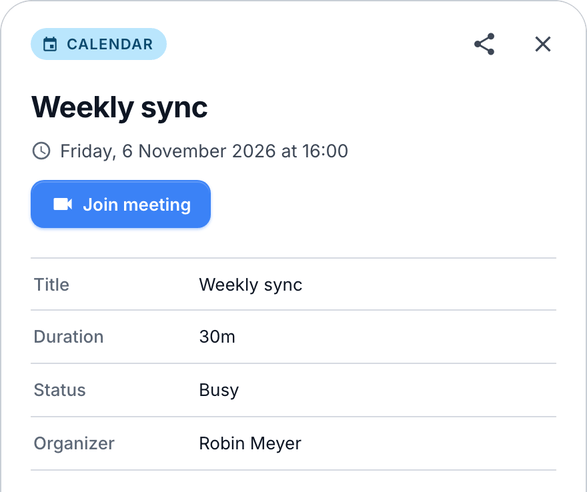 CALENDAR
Weekly sync
Friday, 6 November 2026 at 16:00
Join meeting
Title Weekly sync
Duration 30m
Status Busy
Organizer Robin Meyer